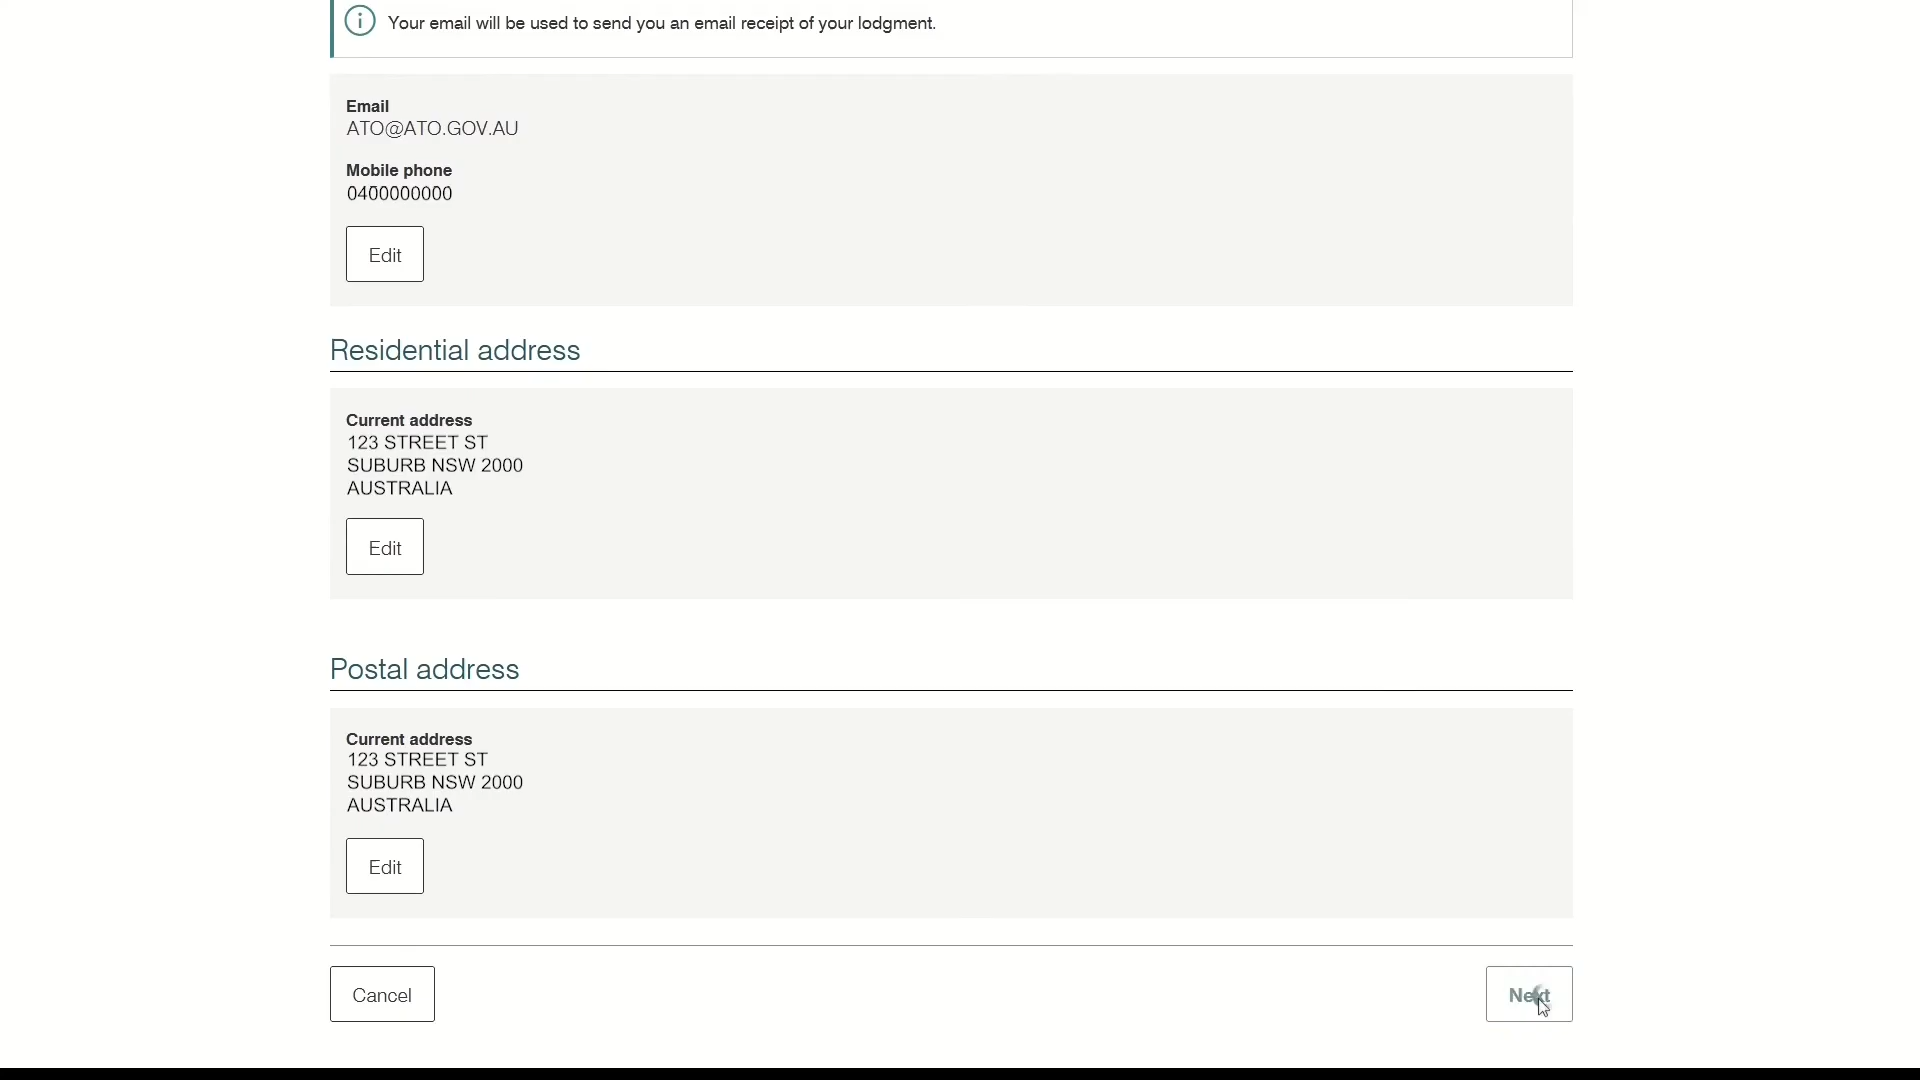 Your email will be used to send you an email receipt of your lodgment.
Email
ATO@ATO.GOV.AU
Mobile phone
0400000000
Edit
Residential address
Current address
123 STREET ST
SUBURB NSW 2000
AUSTRALIA
Edit
Postal address
Current address
123 STREET ST
SUBURB NSW 2000
AUSTRALIA
Edit
Cancel
Next